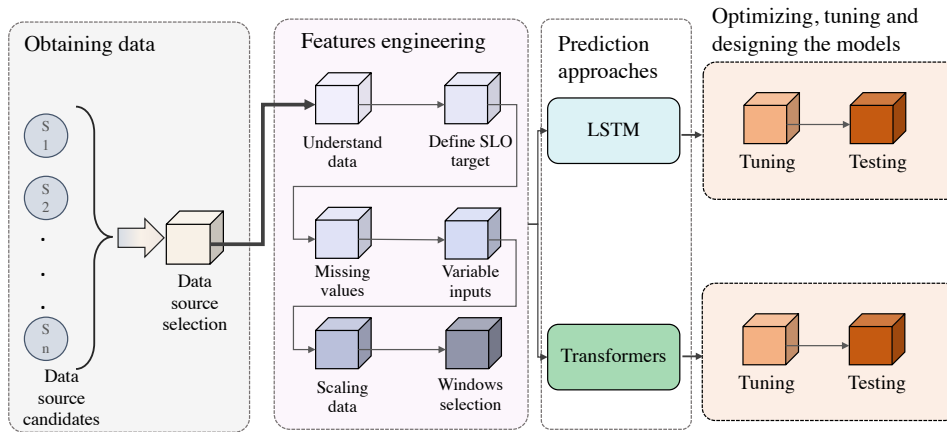 Obtaining data
S
1
S
2
.
.
.
S
n
Data
source
candidates
Data
source
selection
Features engineering
Understand
data
Define SLO
target
Missing
values
Variable
inputs
Scaling
data
Windows
selection
Prediction
approaches
LSTM
Transformers
Optimizing, tuning and
designing the models
Tuning
Testing
Tuning
Testing